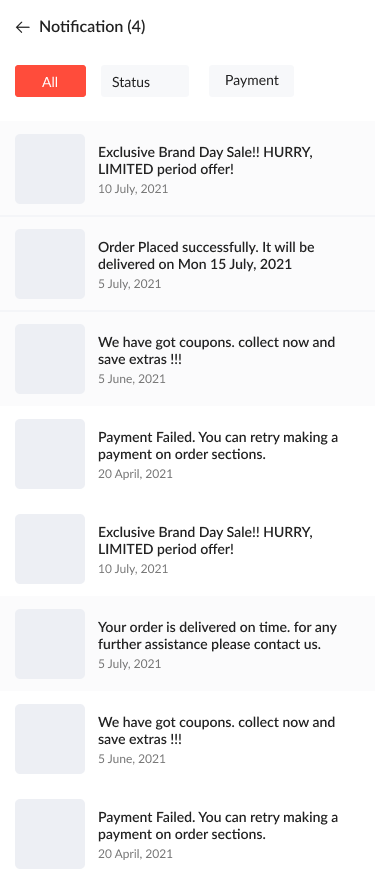 Notification (4)
All
Status
Payment
Exclusive Brand Day Sale!! HURRY,
LIMITED period offer!
10 July, 2021
Order Placed successfully. It will be
delivered on Mon 15 July, 2021
5 July, 2021
We have got coupons. collect now and
save extras !!!
5 June, 2021
Payment Failed. You can retry making a
payment on order sections.
20 April, 2021
Exclusive Brand Day Sale!! HURRY,
LIMITED period offer!
10 July, 2021
Your order is delivered on time. for any
further assistance please contact us.
5 July, 2021
We have got coupons. collect now and
save extras !!!
5 June, 2021
Payment Failed. You can retry making a
payment on order sections.
20 April, 2021